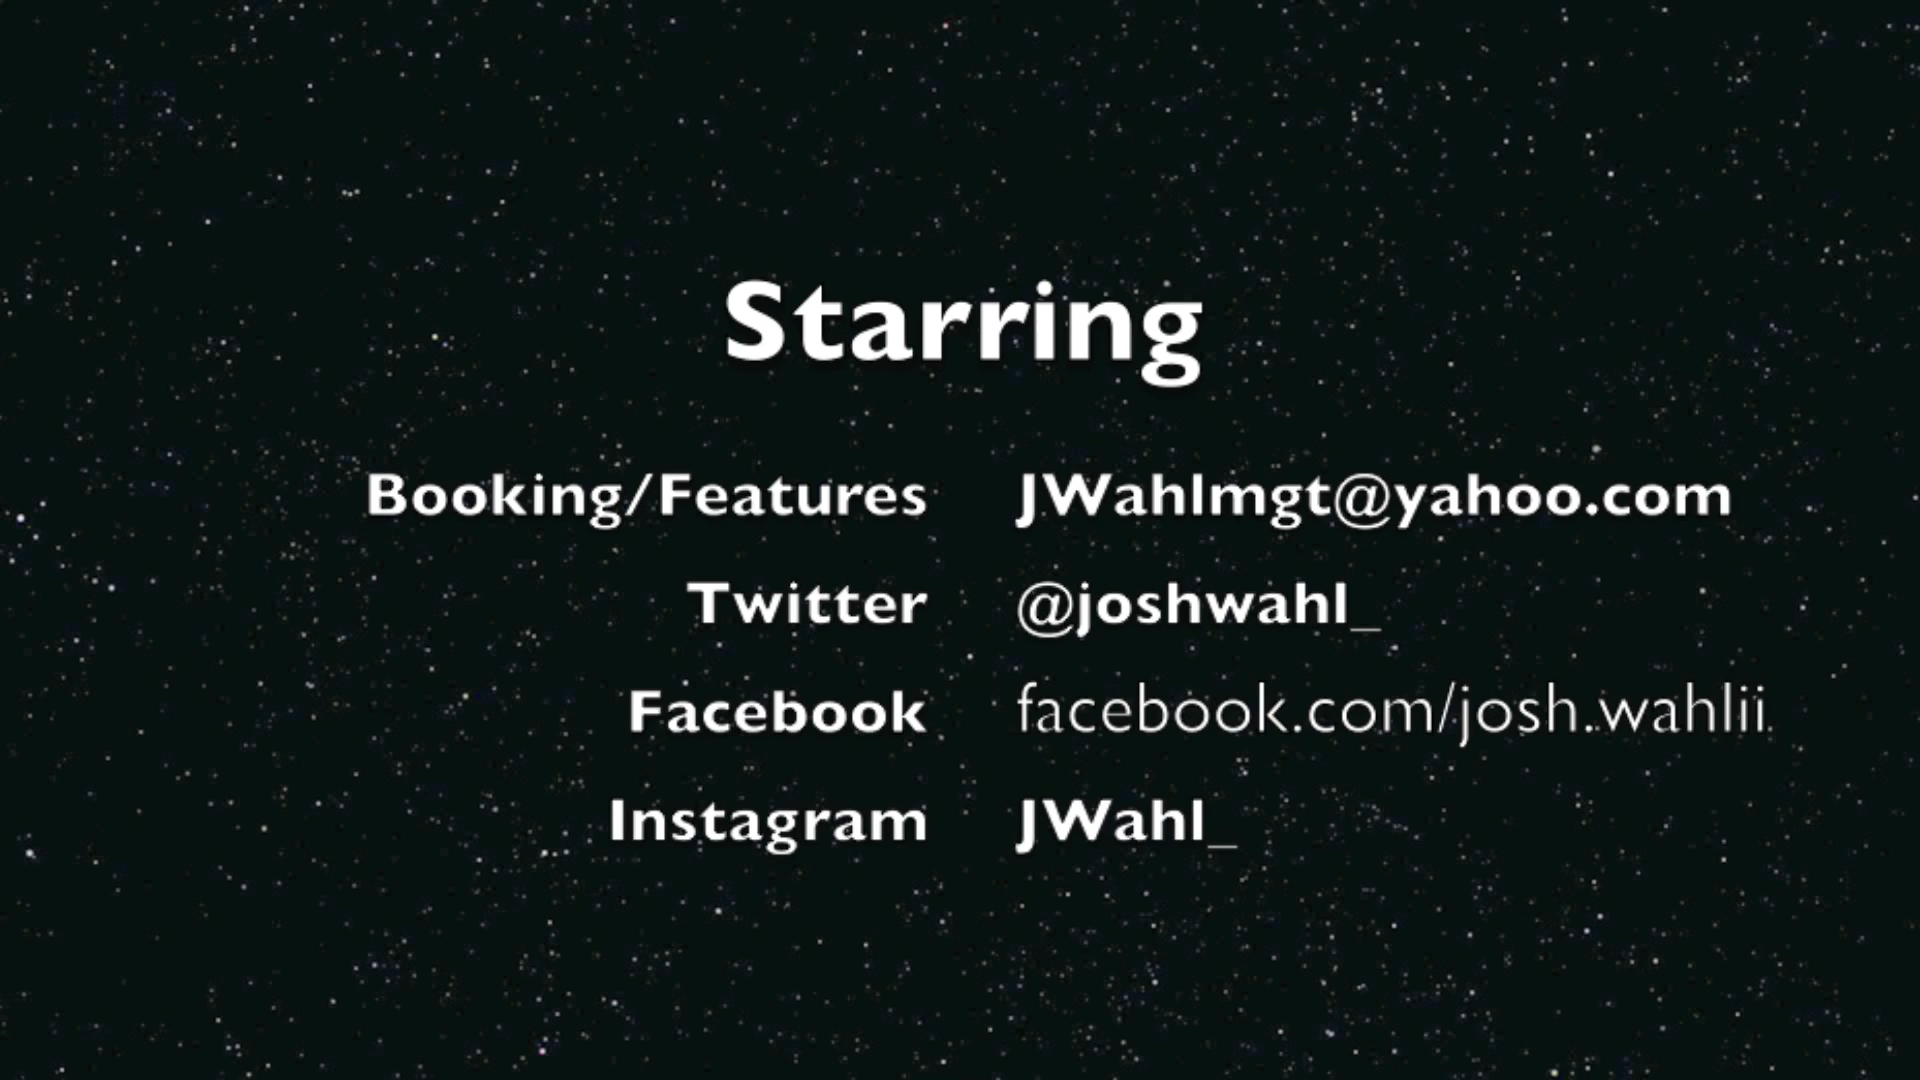 Starring
Booking/Features JWahlmgt@yahoo.com
Twitter @joshwahl_
Facebook facebook.com/josh.wahlii
Instagram JWahl_